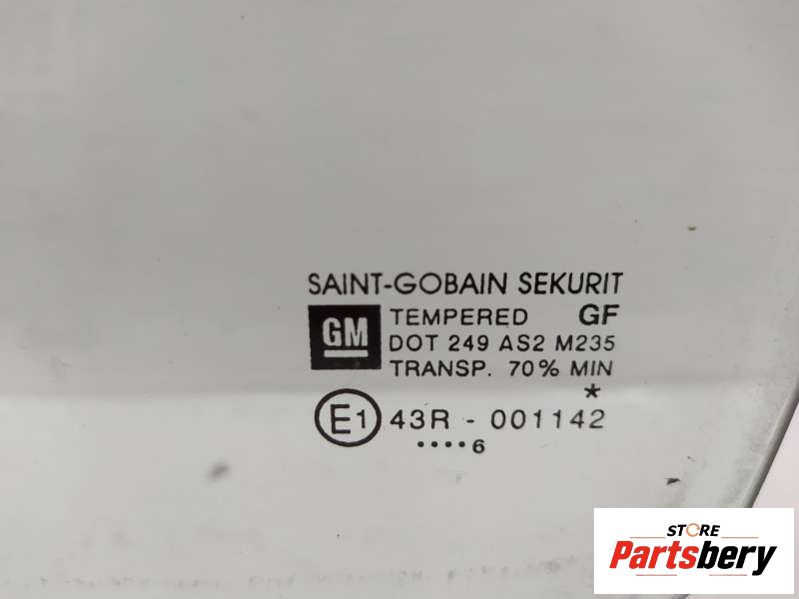 SAINT-GOBAIN SEKURIT
GM
TEMPERED GF
DOT 249 AS2 M235
TRANSP. 70% MIN
*
E1 43R - 001142
....6
STORE
Partsbery